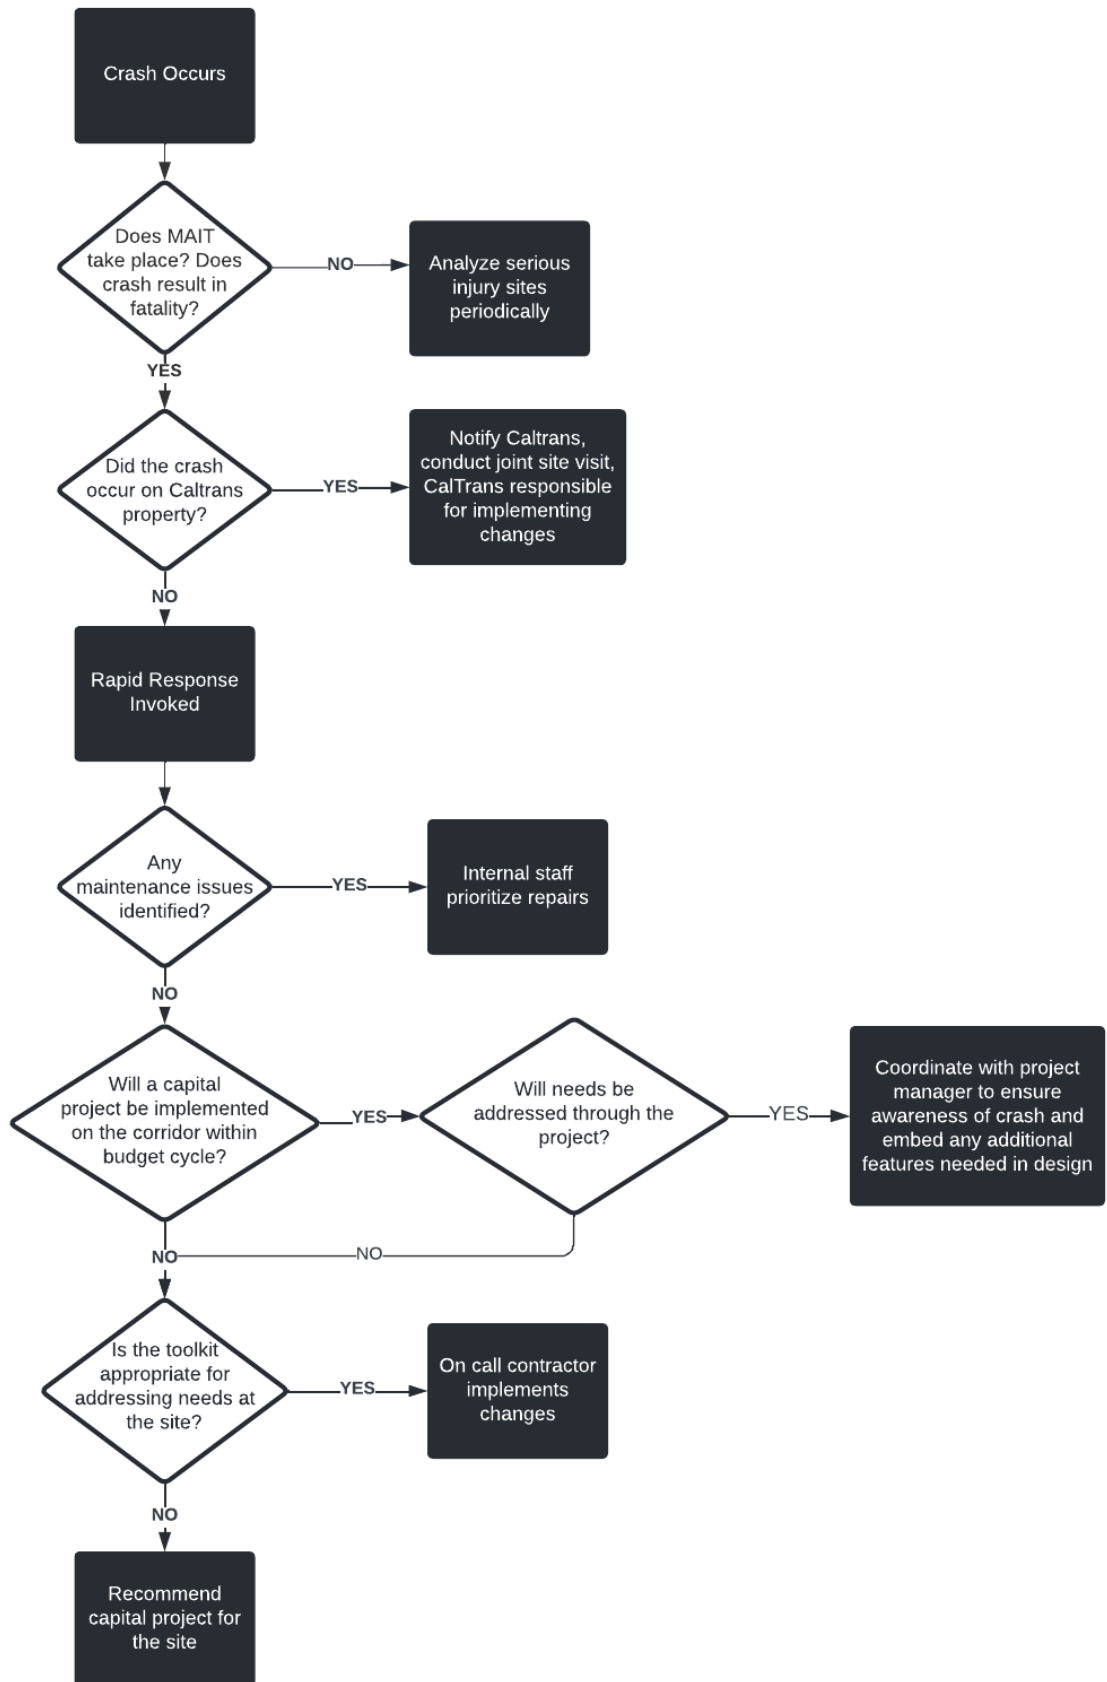 Crash Occurs
Does MAIT
take place? Does
crash result in
fatality?
NO
Analyze serious
injury sites
periodically
YES
Did the crash
occur on Caltrans
property?
YES
Notify Caltrans,
conduct joint site visit,
CalTrans responsible
for implementing
changes
NO
Rapid Response
Invoked
Any
maintenance issues
identified?
YES
Internal staff
prioritize repairs
NO
Will a capital
project be implemented
on the corridor within
budget cycle?
YES
Will needs be
addressed through the
project?
YES
Coordinate with project
manager to ensure
awareness of crash and
embed any additional
features needed in design
NO
NO
Is the toolkit
appropriate for
addressing needs at
the site?
YES
On call contractor
implements
changes
NO
Recommend
capital project for
the site